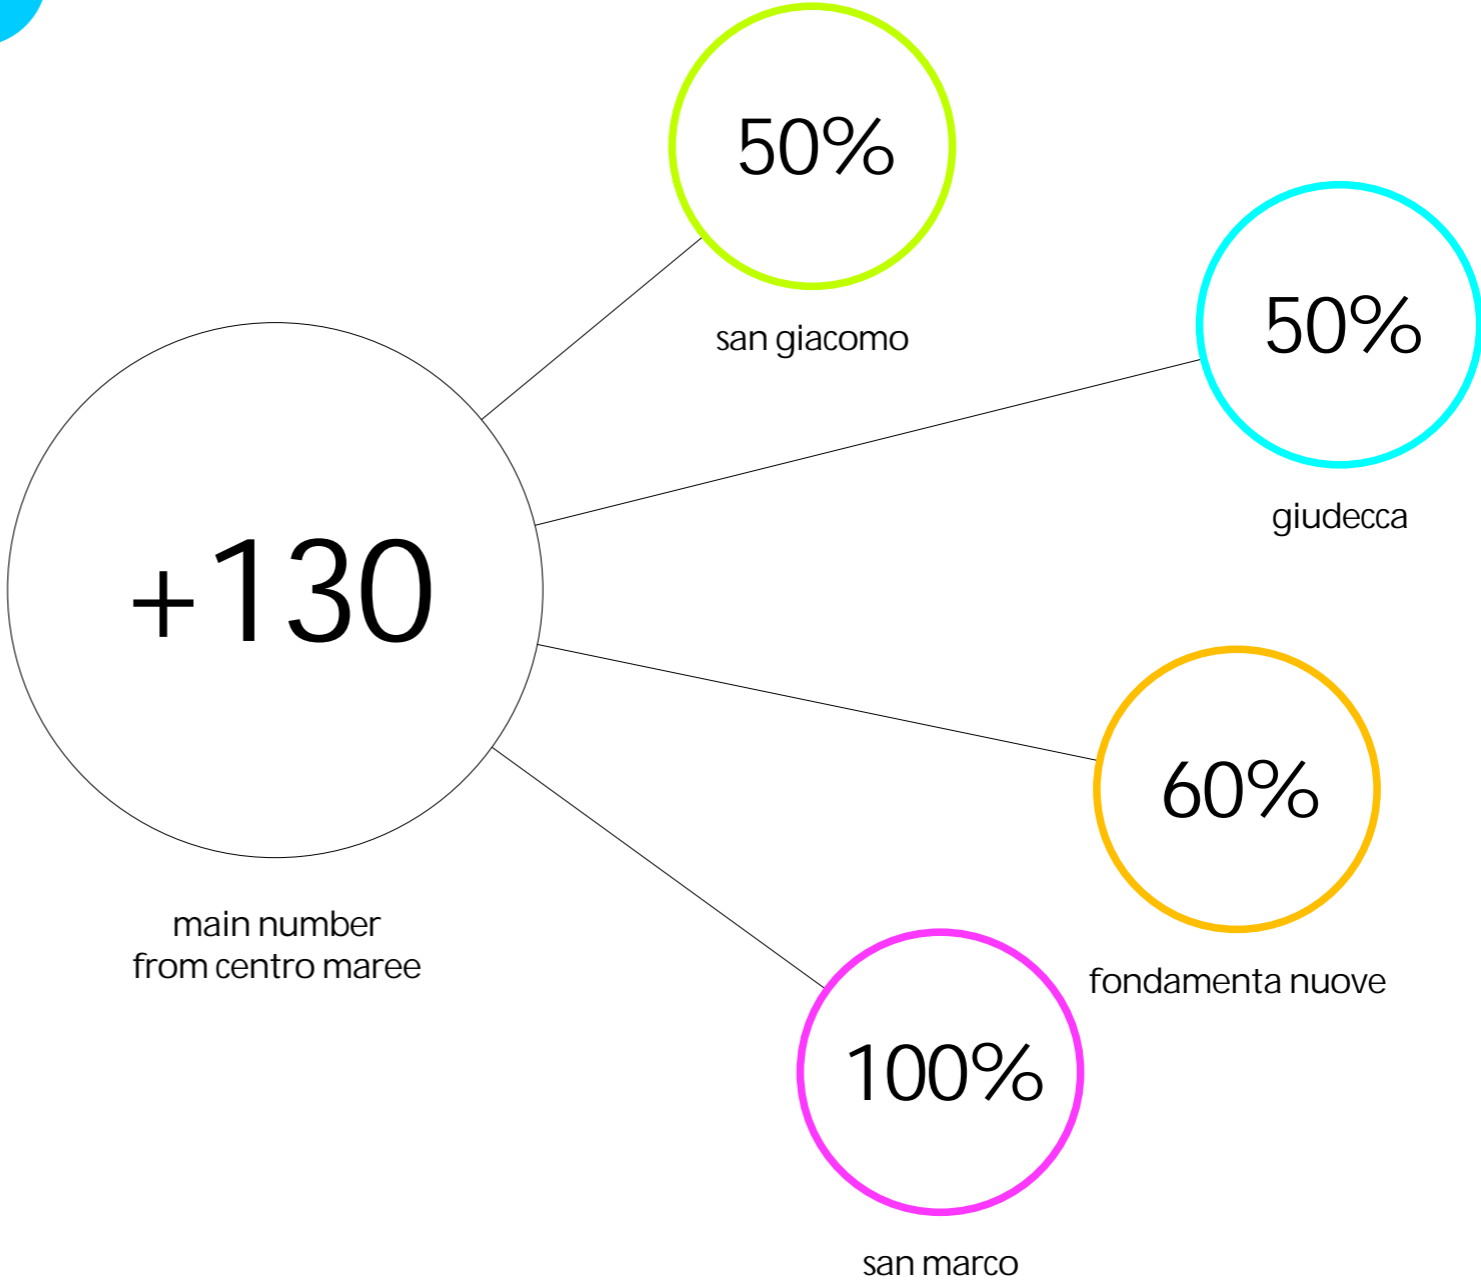 50%
san giacomo
50%
giudecca
+130
main number
from centro maree
60%
fondamenta nuove
100%
san marco